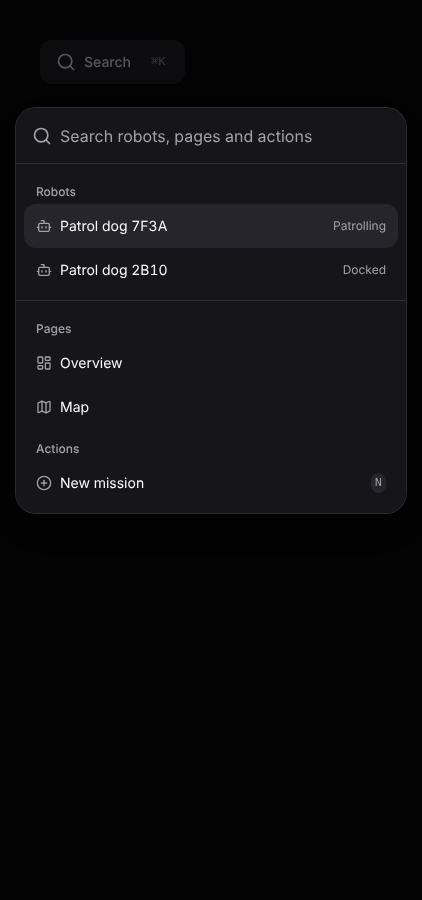 Search ⌘K
Search robots, pages and actions
Robots
Patrol dog 7F3A Patrolling
Patrol dog 2B10 Docked
Pages
Overview
Map
Actions
New mission N